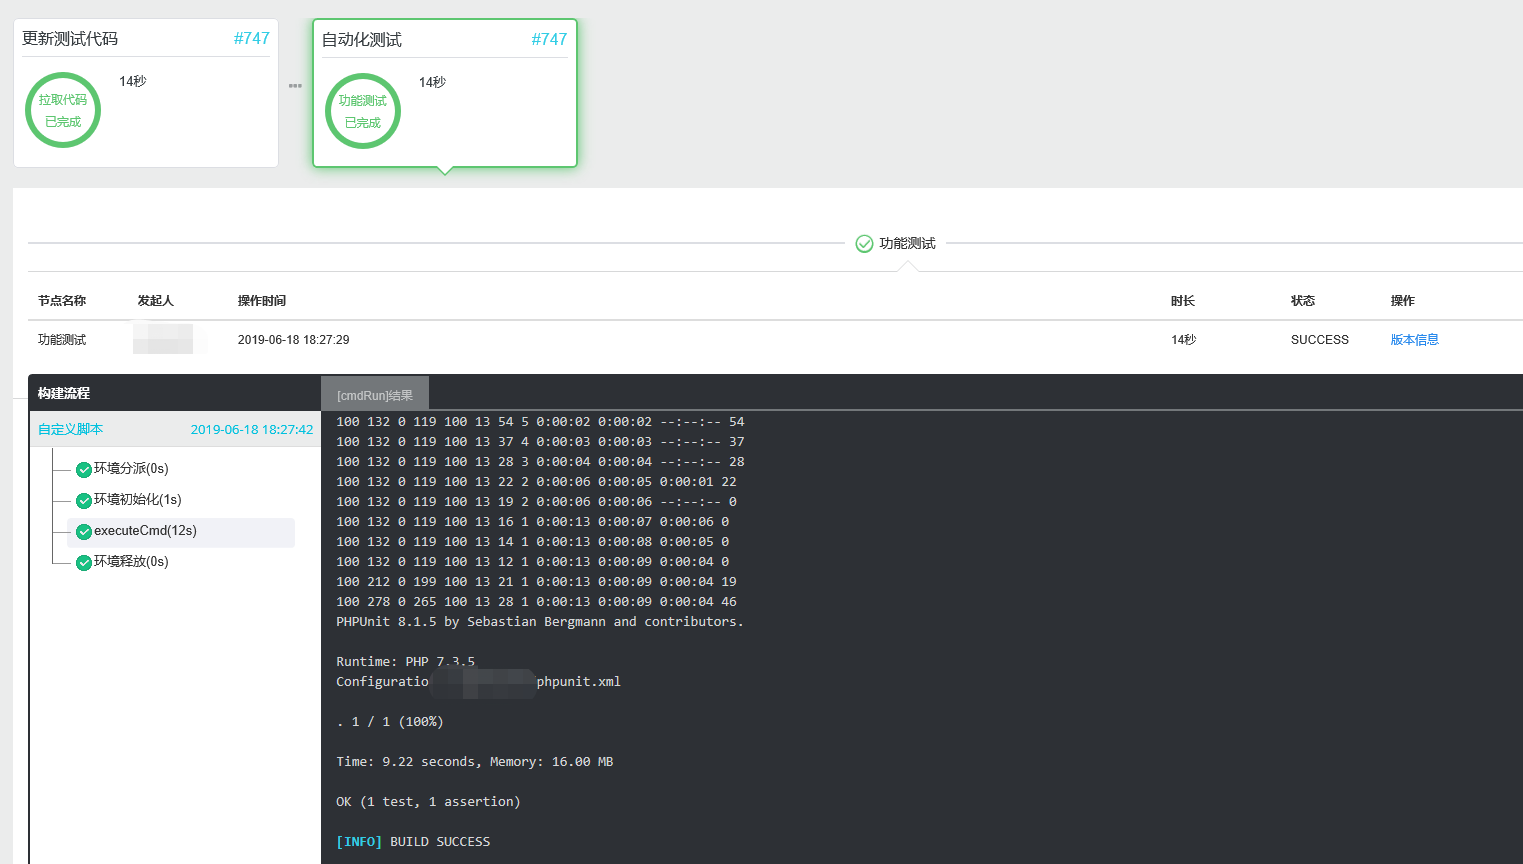 更新测试代码 #747
拉取代码
已完成
14秒
自动化测试 #747
功能测试
已完成
14秒
功能测试
节点名称 发起人 操作时间 时长 状态 操作
功能测试 2019-06-18 18:27:29 14秒 SUCCESS 版本信息
构建流程
自定义脚本 2019-06-18 18:27:42
环境分派(0s)
环境初始化(1s)
executeCmd(12s)
环境释放(0s)
[cmdRun]结果
100 132 0 119 100 13 54 5 0:00:02 0:00:02 --:--:-- 54
100 132 0 119 100 13 37 4 0:00:03 0:00:03 --:--:-- 37
100 132 0 119 100 13 28 3 0:00:04 0:00:04 --:--:-- 28
100 132 0 119 100 13 22 2 0:00:06 0:00:05 0:00:01 22
100 132 0 119 100 13 19 2 0:00:06 0:00:06 --:--:-- 0
100 132 0 119 100 13 16 1 0:00:13 0:00:07 0:00:06 0
100 132 0 119 100 13 14 1 0:00:13 0:00:08 0:00:05 0
100 132 0 119 100 13 12 1 0:00:13 0:00:09 0:00:04 0
100 212 0 199 100 13 21 1 0:00:13 0:00:09 0:00:04 19
100 278 0 265 100 13 28 1 0:00:13 0:00:09 0:00:04 46
PHPUnit 8.1.5 by Sebastian Bergmann and contributors.
Runtime: PHP 7.3.5
Configuratio phpunit.xml
. 1 / 1 (100%)
Time: 9.22 seconds, Memory: 16.00 MB
OK (1 test, 1 assertion)
[INFO] BUILD SUCCESS